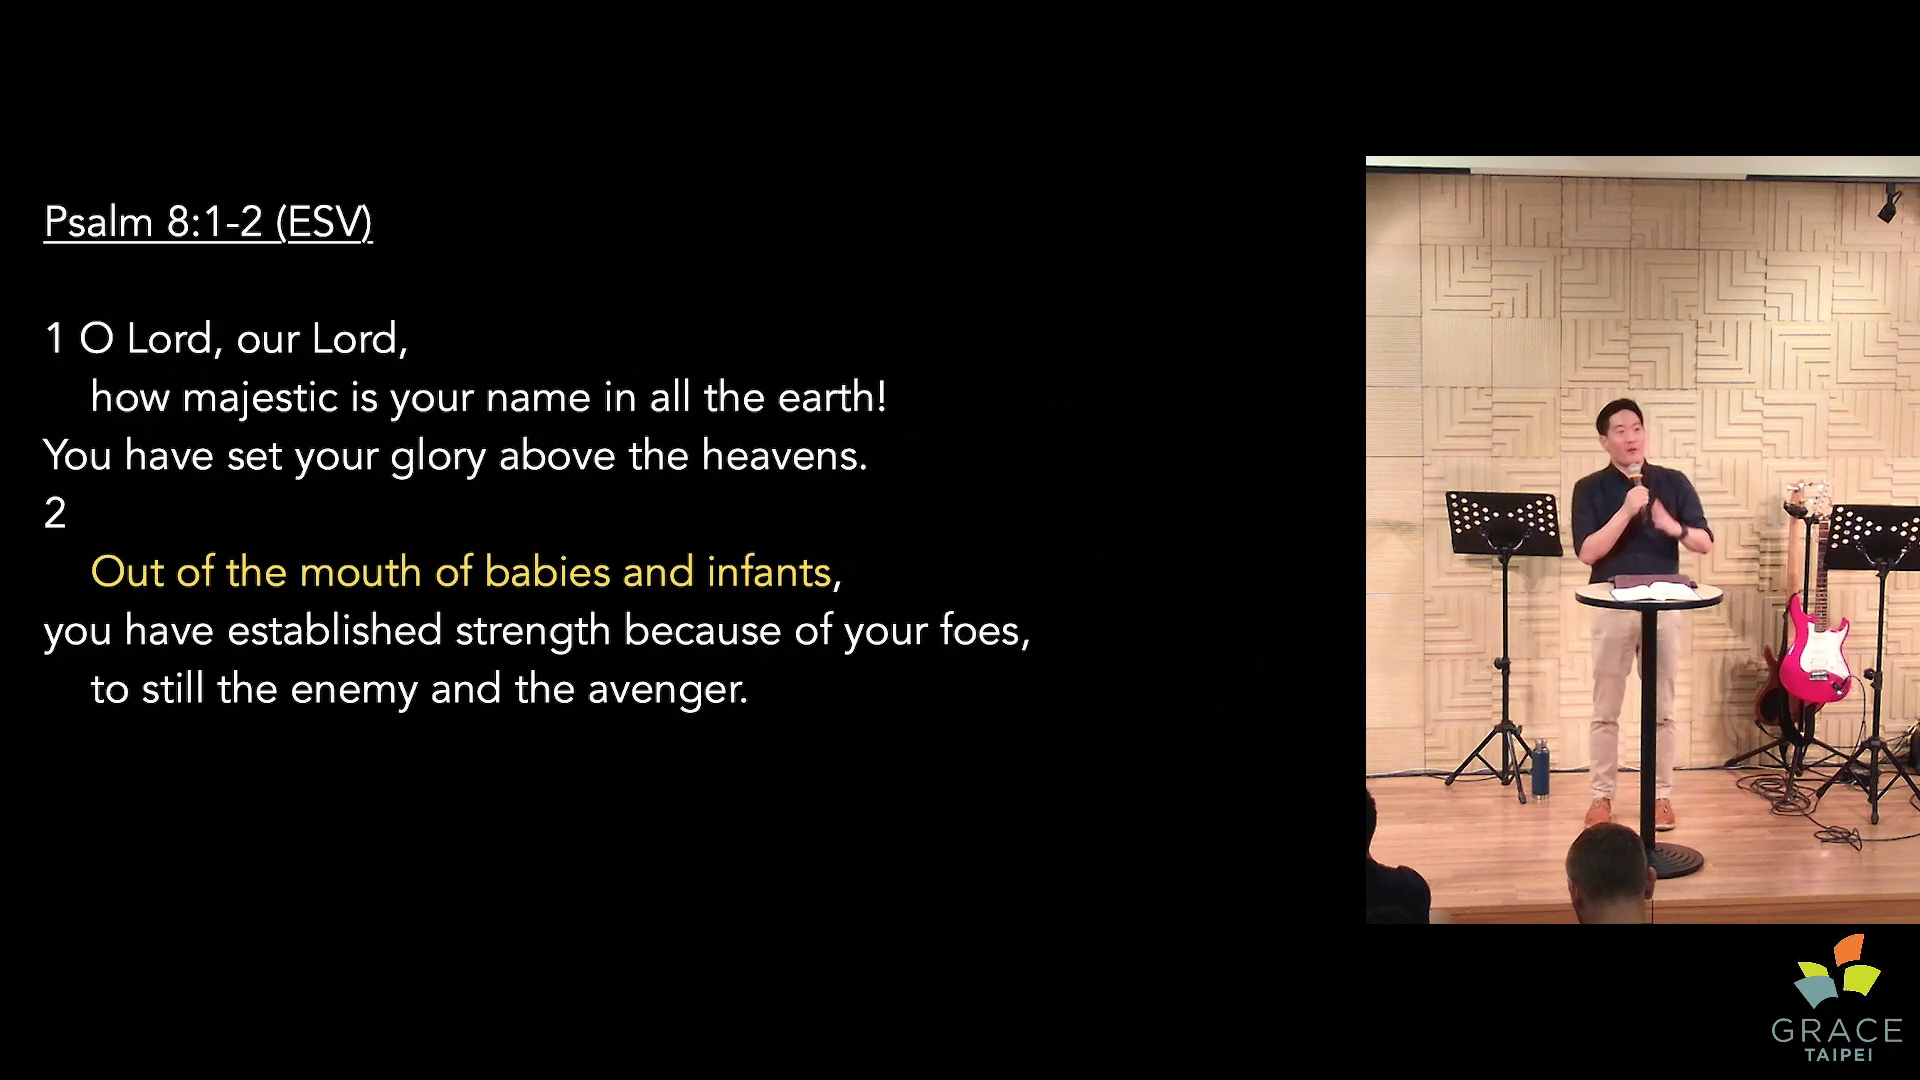 Psalm 8:1-2 (ESV)
1 O Lord, our Lord,
how majestic is your name in all the earth!
You have set your glory above the heavens.
2
Out of the mouth of babies and infants,
you have established strength because of your foes,
to still the enemy and the avenger.
GRACE
TAIPEI